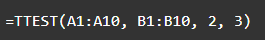 =TTEST(A1:A10, B1:B10, 2, 3)